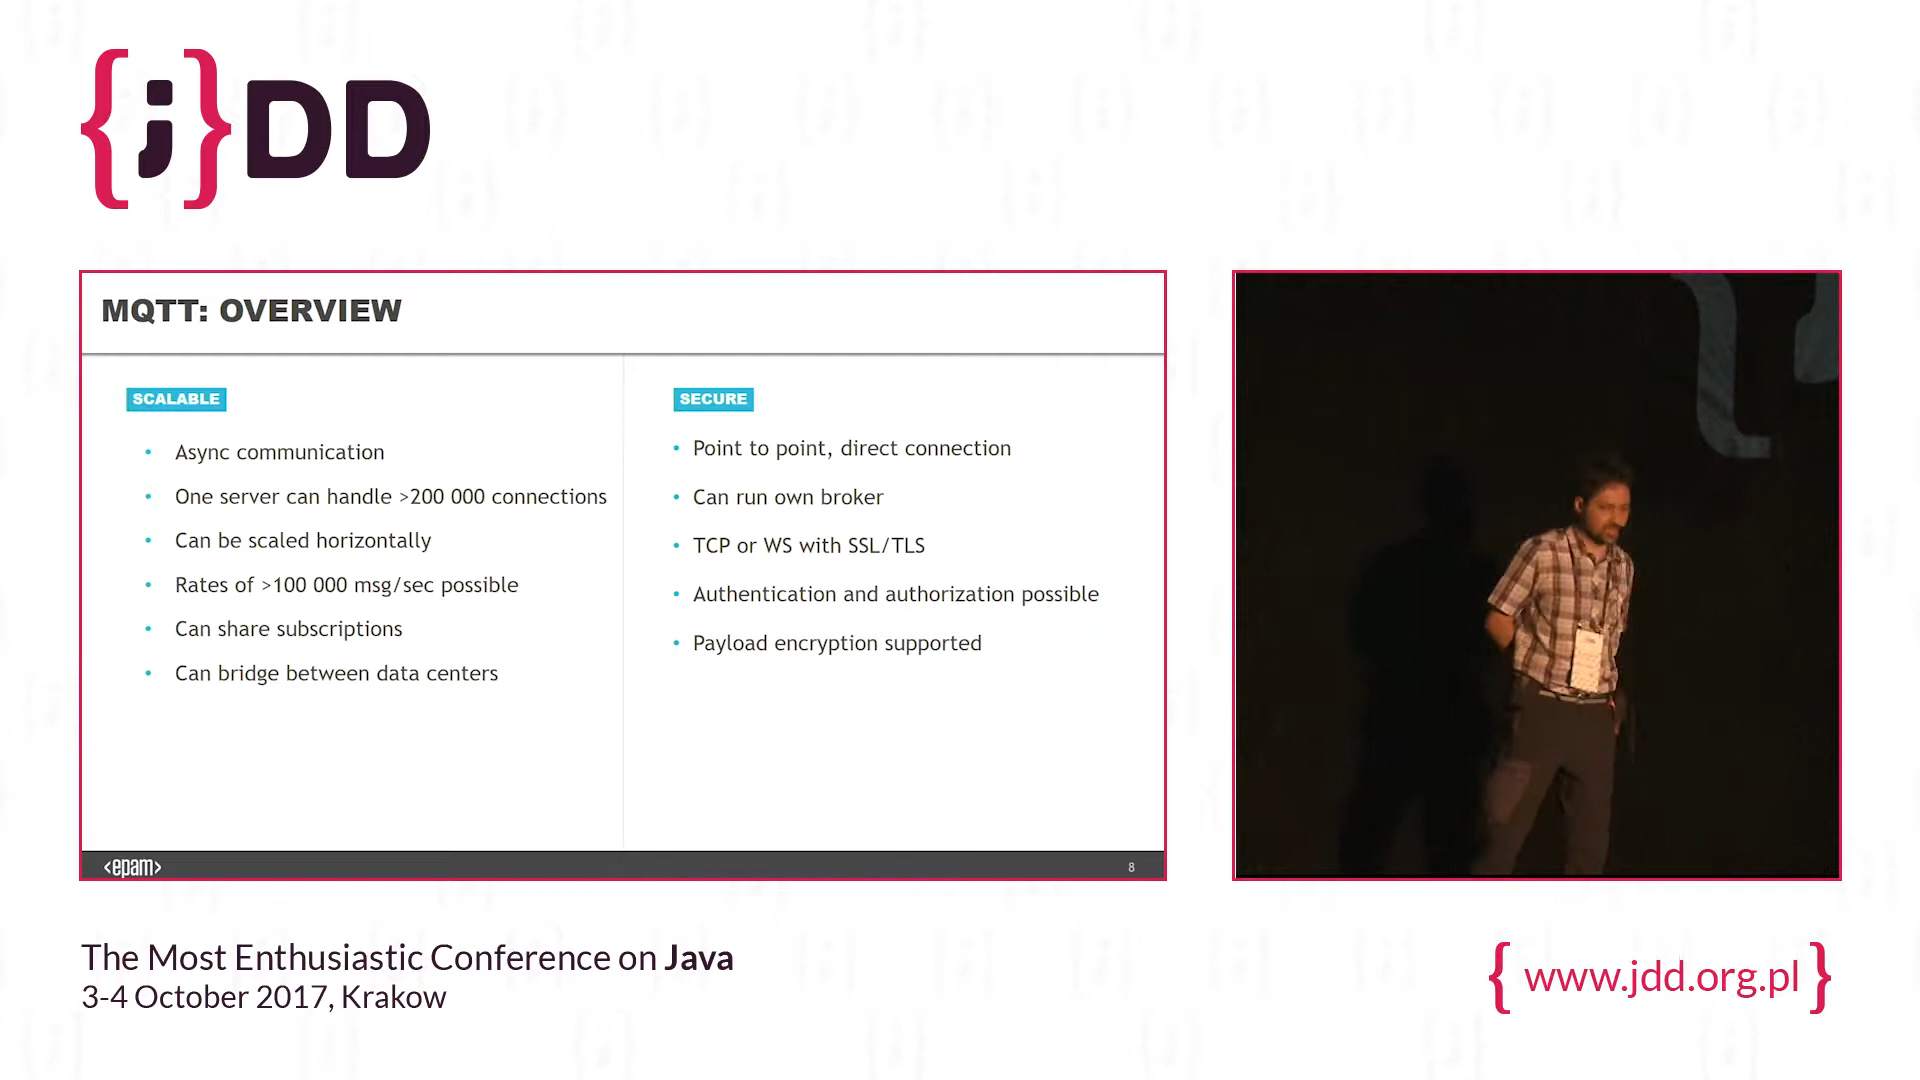 {;}DD
MQTT: OVERVIEW
SCALABLE
• Async communication
• One server can handle >200 000 connections
• Can be scaled horizontally
• Rates of >100 000 msg/sec possible
• Can share subscriptions
• Can bridge between data centers
SECURE
• Point to point, direct connection
• Can run own broker
• TCP or WS with SSL/TLS
• Authentication and authorization possible
• Payload encryption supported
<epam>
8
The Most Enthusiastic Conference on Java
3-4 October 2017, Krakow
{ www.jdd.org.pl }